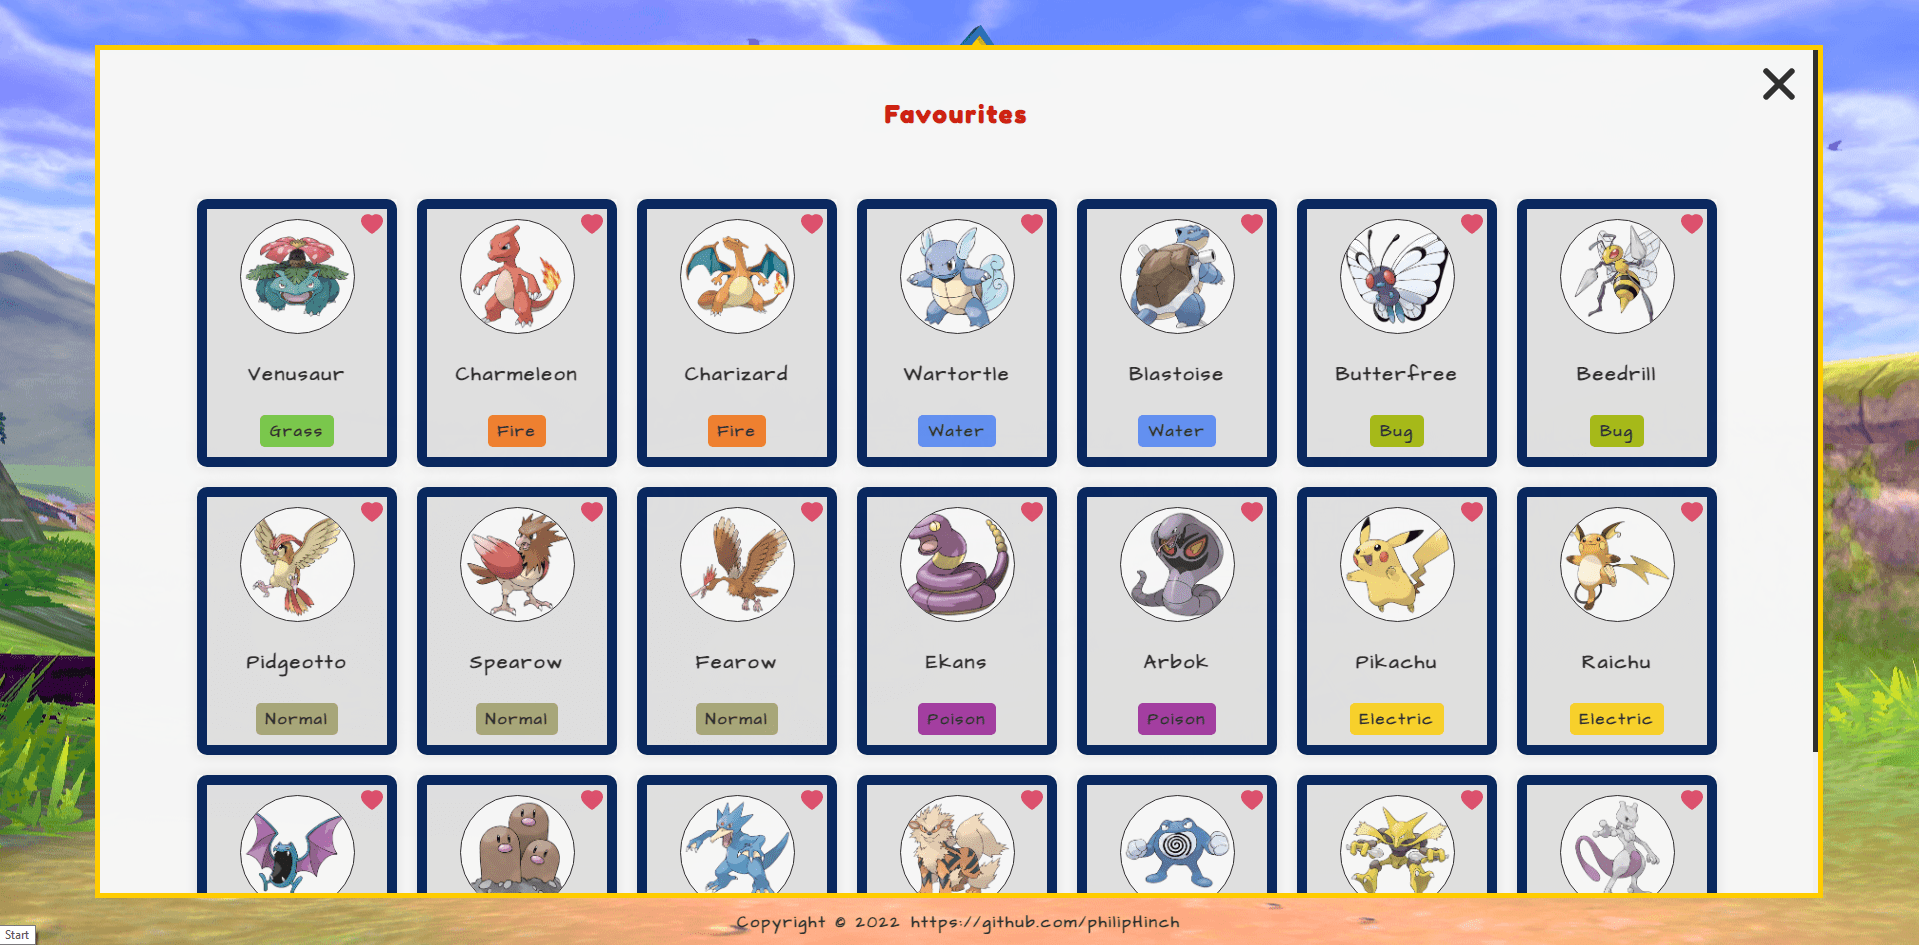 Favourites
Venusaur Charmeleon Charizard Wartortle Blastoise Butterfree Beedrill
Grass Fire Fire Water Water Bug Bug
Pidgeotto Spearow Fearow Ekans Arbok Pikachu Raichu
Normal Normal Normal Poison Poison Electric Electric
Copyright © 2022 https://github.com/philipHinch
Start